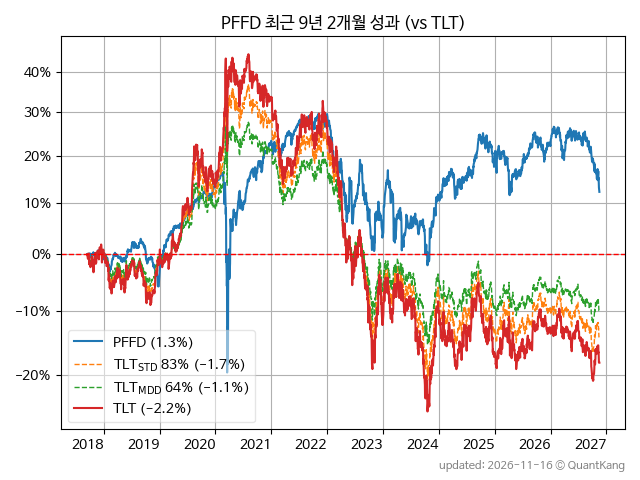 PFFD 최근 9년 2개월 성과 (vs TLT)
40%
30%
20%
10%
0%
−10%
−20%
PFFD (1.3%)
TLT_STD 83% (−1.7%)
TLT_MDD 64% (−1.1%)
TLT (−2.2%)
2018 2019 2020 2021 2022 2023 2024 2025 2026 2027
updated: 2026-11-16 © QuantKang